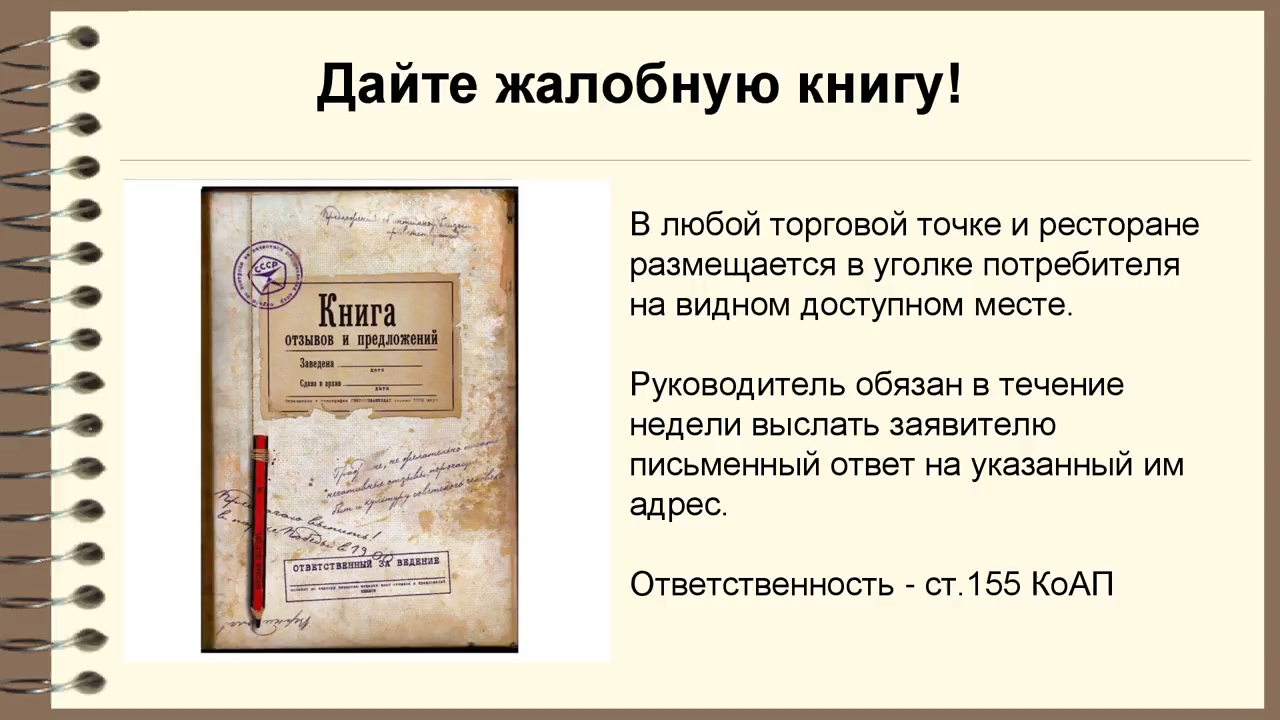 Дайте жалобную книгу!
СССР
Книга
отзывов и предложений
Заведена
дата
Сдана в архив
дата
В любой торговой точке и ресторане
размещается в уголке потребителя
на видном доступном месте.
Руководитель обязан в течение
недели выслать заявителю
письменный ответ на указанный им
адрес.
Ответственность - ст.155 КоАП
ОТВЕТСТВЕННЫЙ ЗА ВЕДЕНИЕ